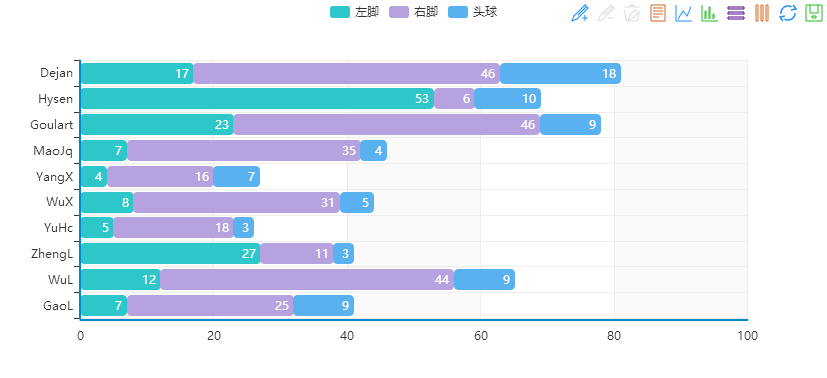 左脚 右脚 头球
Dejan 17 46 18
Hysen 53 6 10
Goulart 23 46 9
MaoJq 7 35 4
YangX 4 16 7
WuX 8 31 5
YuHc 5 18 3
ZhengL 27 11 3
WuL 12 44 9
GaoL 7 25 9
0 20 40 60 80 100